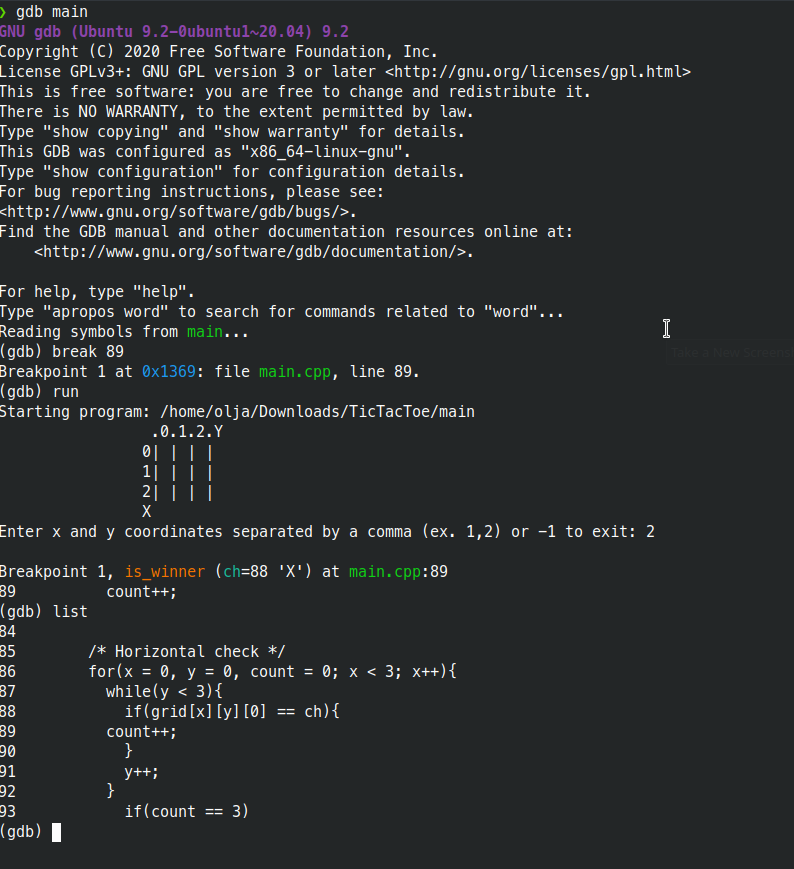 ❯ gdb main
GNU gdb (Ubuntu 9.2-0ubuntu1~20.04) 9.2
Copyright (C) 2020 Free Software Foundation, Inc.
License GPLv3+: GNU GPL version 3 or later <http://gnu.org/licenses/gpl.html>
This is free software: you are free to change and redistribute it.
There is NO WARRANTY, to the extent permitted by law.
Type "show copying" and "show warranty" for details.
This GDB was configured as "x86_64-linux-gnu".
Type "show configuration" for configuration details.
For bug reporting instructions, please see:
<http://www.gnu.org/software/gdb/bugs/>.
Find the GDB manual and other documentation resources online at:
    <http://www.gnu.org/software/gdb/documentation/>.

For help, type "help".
Type "apropos word" to search for commands related to "word"...
Reading symbols from main...
(gdb) break 89
Breakpoint 1 at 0x1369: file main.cpp, line 89.
(gdb) run
Starting program: /home/olja/Downloads/TicTacToe/main
                 .0.1.2.Y
                0| | | |
                1| | | |
                2| | | |
                X
Enter x and y coordinates separated by a comma (ex. 1,2) or -1 to exit: 2

Breakpoint 1, is_winner (ch=88 'X') at main.cpp:89
89          count++;
(gdb) list
84
85        /* Horizontal check */
86        for(x = 0, y = 0, count = 0; x < 3; x++){
87          while(y < 3){
88            if(grid[x][y][0] == ch){
89          count++;
90            }
91            y++;
92          }
93            if(count == 3)
(gdb)
Take a New Screensh